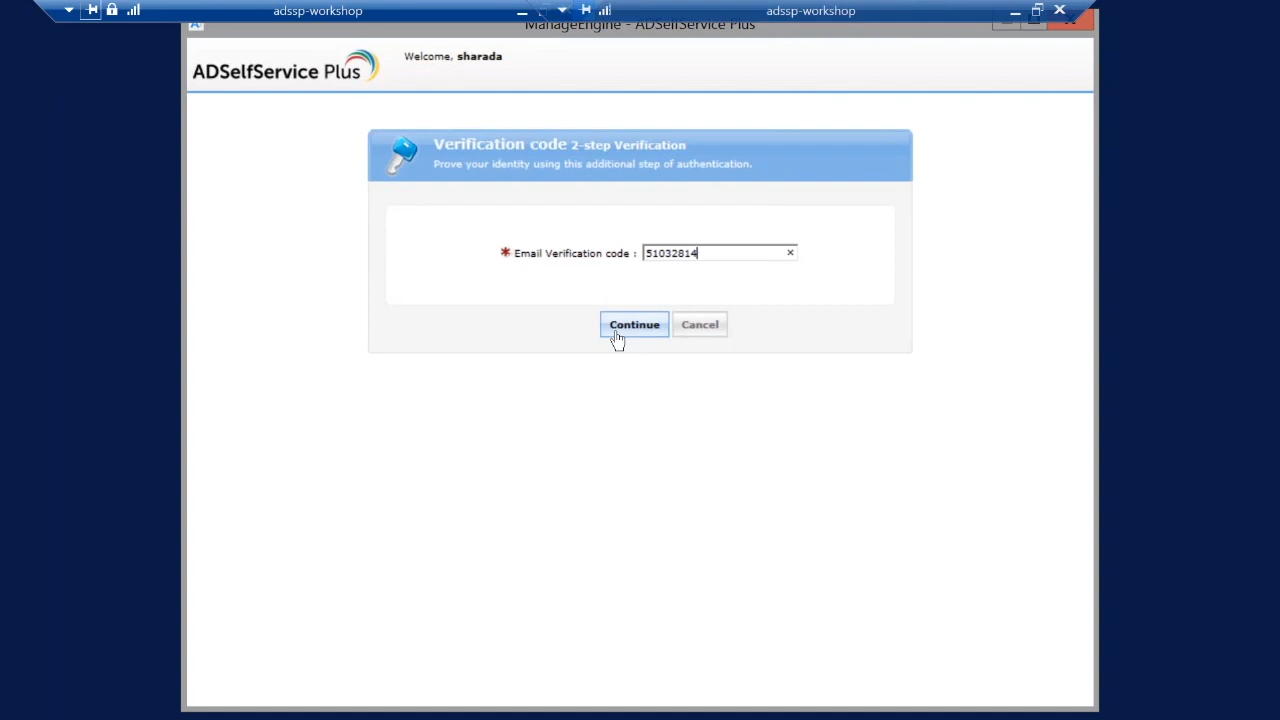 adssp-workshop
adssp-workshop
ManageEngine - ADSelfService Plus
ADSelfService Plus
Welcome, sharada
Verification code 2-step Verification
Prove your identity using this additional step of authentication.
* Email Verification code : 51032814
Continue Cancel